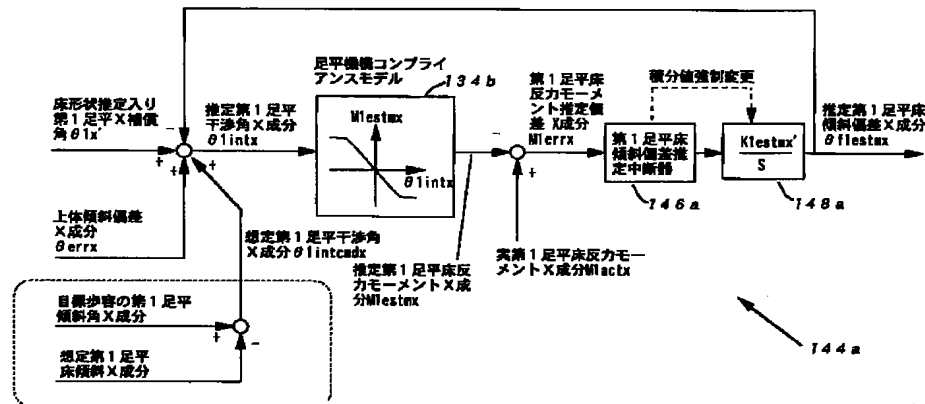 足平機構コンプライ
アンスモデル
134b
床形状推定入り
第１足平Ｘ補償
角θ1x'
推定第１足平
干渉角Ｘ成分
θ1intx
M1estmx
θ1intx
第１足平床
反力モーメ
ント推定偏
差 X成分
M1errx
積分値強制変更
第１足平床
傾斜偏差推
定中断器
146a
K1estmx'
S
148a
推定第１足平床
傾斜偏差Ｘ成分
θf1estmx
上体傾斜偏差
Ｘ成分
θerrx
想定第１足平干渉角
Ｘ成分θ1intcmdx
推定第１足平床反
力モーメントＸ成
分M1estmx
実第１足平床反力モー
メントＸ成分M1actx
目標歩容の第１足平
傾斜角Ｘ成分
想定第１足平
床傾斜Ｘ成分
144a